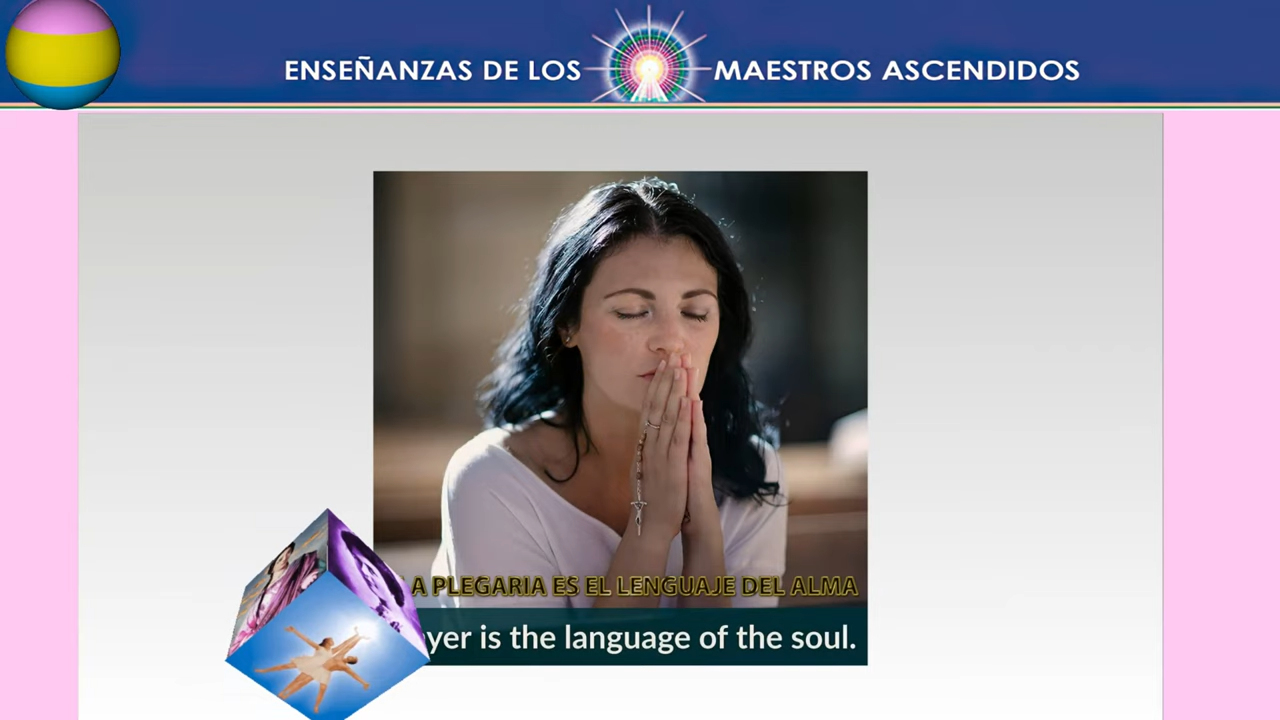 ENSEÑANZAS DE LOS MAESTROS ASCENDIDOS
A PLEGARIA ES EL LENGUAJE DEL ALMA
yer is the language of the soul.